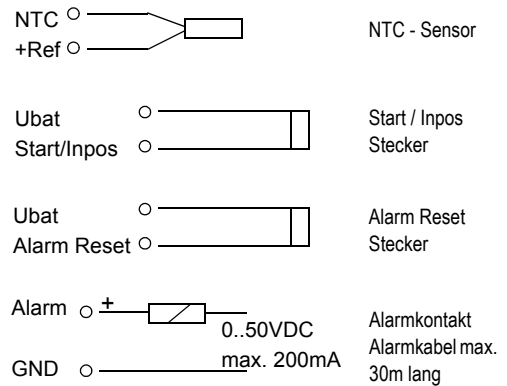 NTC
+Ref
NTC - Sensor
Ubat
Start/Inpos
Start / Inpos
Stecker
Ubat
Alarm Reset
Alarm Reset
Stecker
Alarm +
0..50VDC
max. 200mA
GND
Alarmkontakt
Alarmkabel max.
30m lang